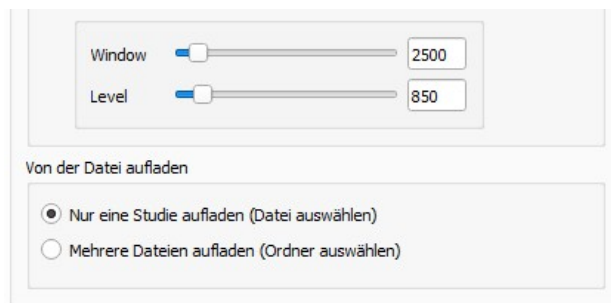 Window 2500
Level 850
Von der Datei aufladen
Nur eine Studie aufladen (Datei auswählen)
Mehrere Dateien aufladen (Ordner auswählen)